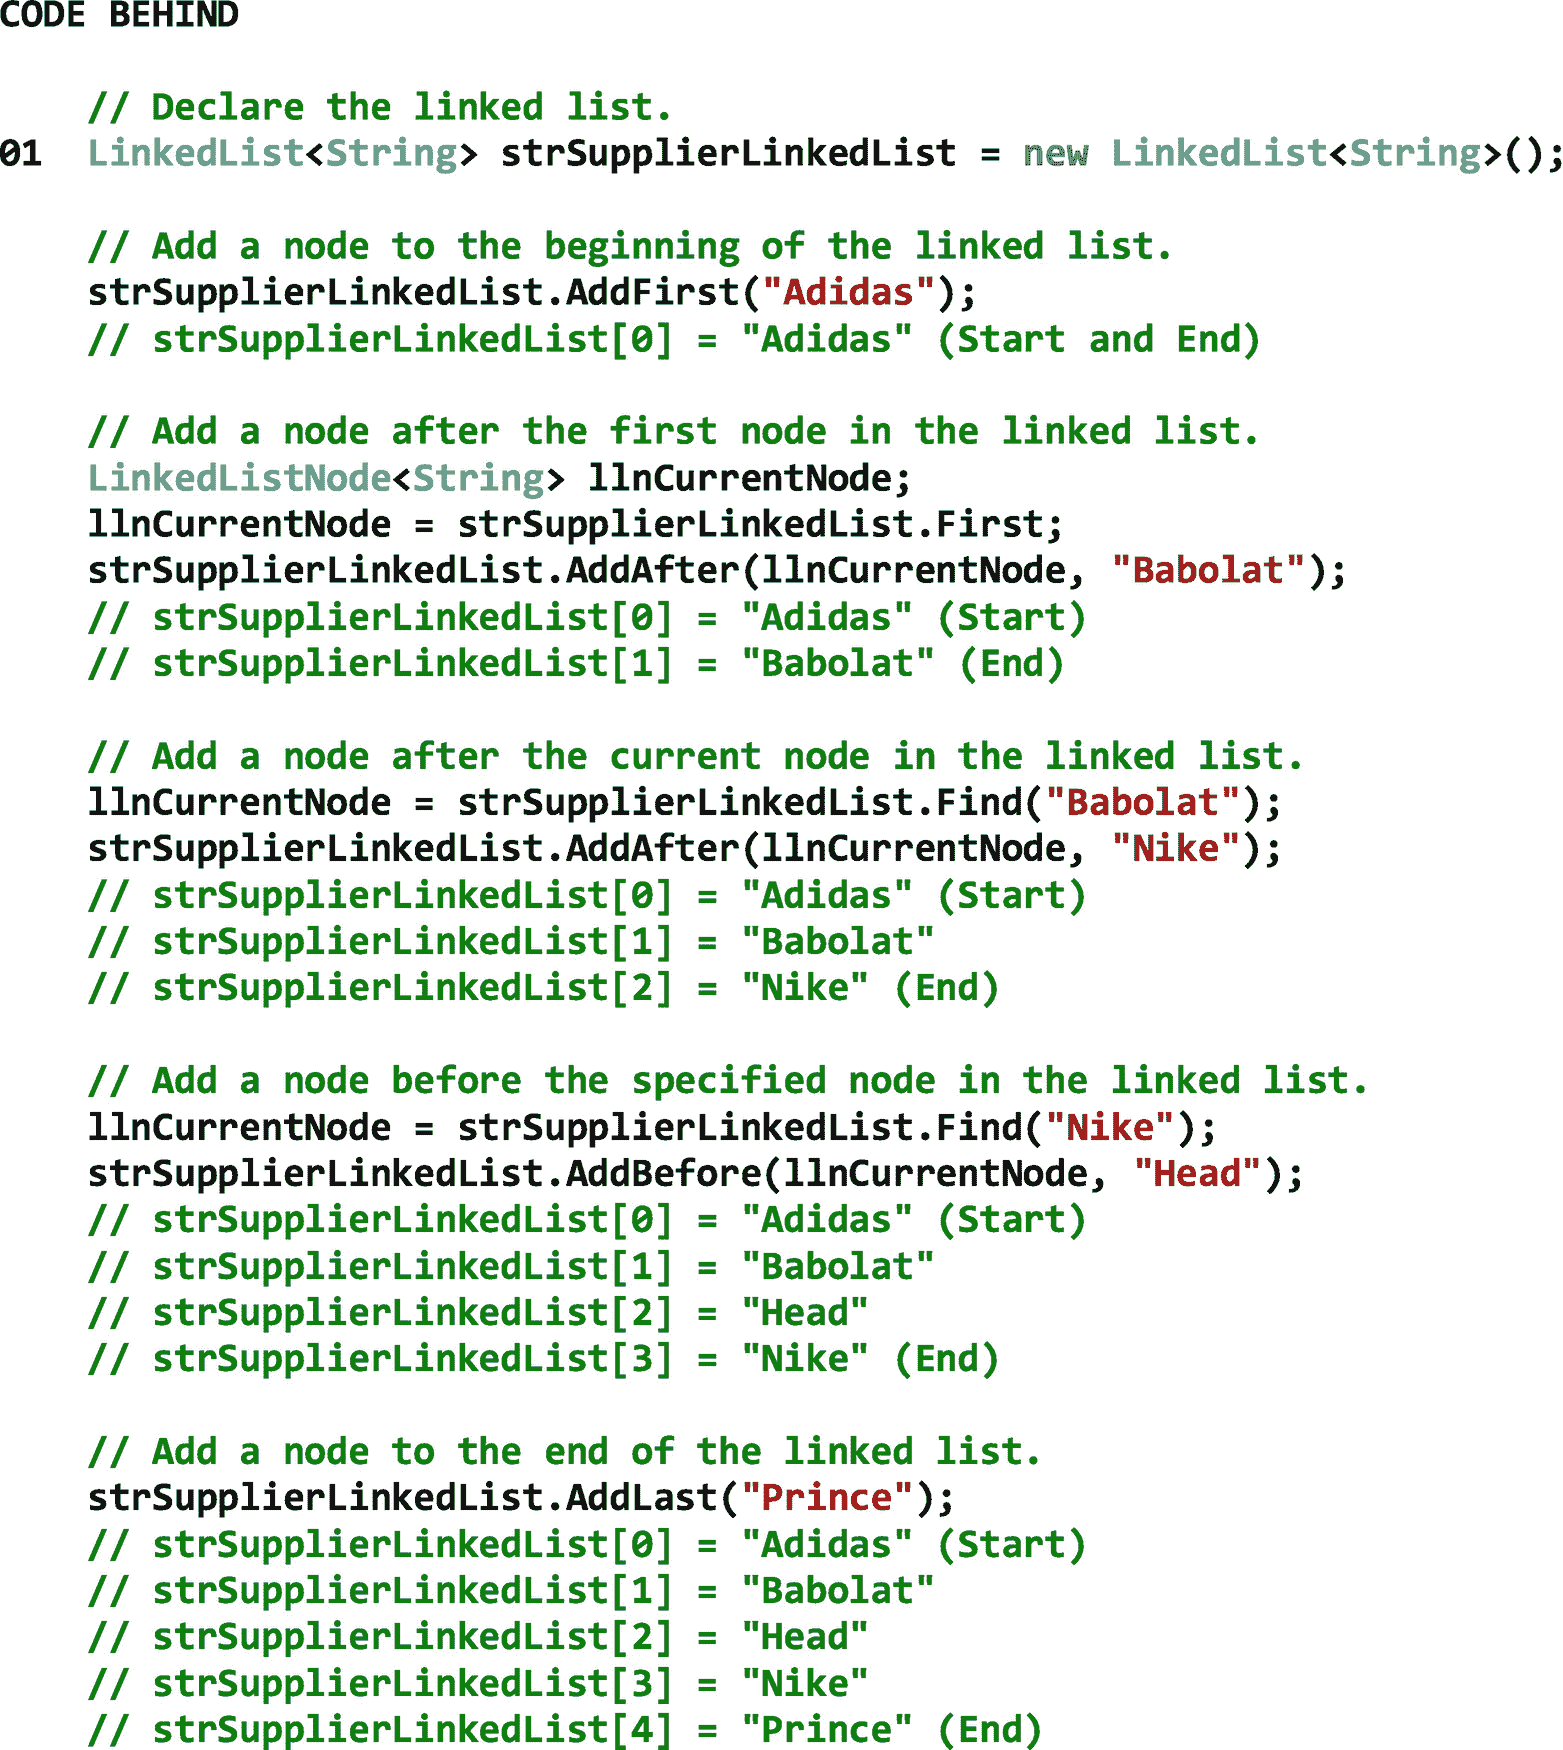 CODE BEHIND
// Declare the linked list.
01 LinkedList<String> strSupplierLinkedList = new LinkedList<String>();
// Add a node to the beginning of the linked list.
strSupplierLinkedList.AddFirst("Adidas");
// strSupplierLinkedList[0] = "Adidas" (Start and End)
// Add a node after the first node in the linked list.
LinkedListNode<String> llnCurrentNode;
llnCurrentNode = strSupplierLinkedList.First;
strSupplierLinkedList.AddAfter(llnCurrentNode, "Babolat");
// strSupplierLinkedList[0] = "Adidas" (Start)
// strSupplierLinkedList[1] = "Babolat" (End)
// Add a node after the current node in the linked list.
llnCurrentNode = strSupplierLinkedList.Find("Babolat");
strSupplierLinkedList.AddAfter(llnCurrentNode, "Nike");
// strSupplierLinkedList[0] = "Adidas" (Start)
// strSupplierLinkedList[1] = "Babolat"
// strSupplierLinkedList[2] = "Nike" (End)
// Add a node before the specified node in the linked list.
llnCurrentNode = strSupplierLinkedList.Find("Nike");
strSupplierLinkedList.AddBefore(llnCurrentNode, "Head");
// strSupplierLinkedList[0] = "Adidas" (Start)
// strSupplierLinkedList[1] = "Babolat"
// strSupplierLinkedList[2] = "Head"
// strSupplierLinkedList[3] = "Nike" (End)
// Add a node to the end of the linked list.
strSupplierLinkedList.AddLast("Prince");
// strSupplierLinkedList[0] = "Adidas" (Start)
// strSupplierLinkedList[1] = "Babolat"
// strSupplierLinkedList[2] = "Head"
// strSupplierLinkedList[3] = "Nike"
// strSupplierLinkedList[4] = "Prince" (End)